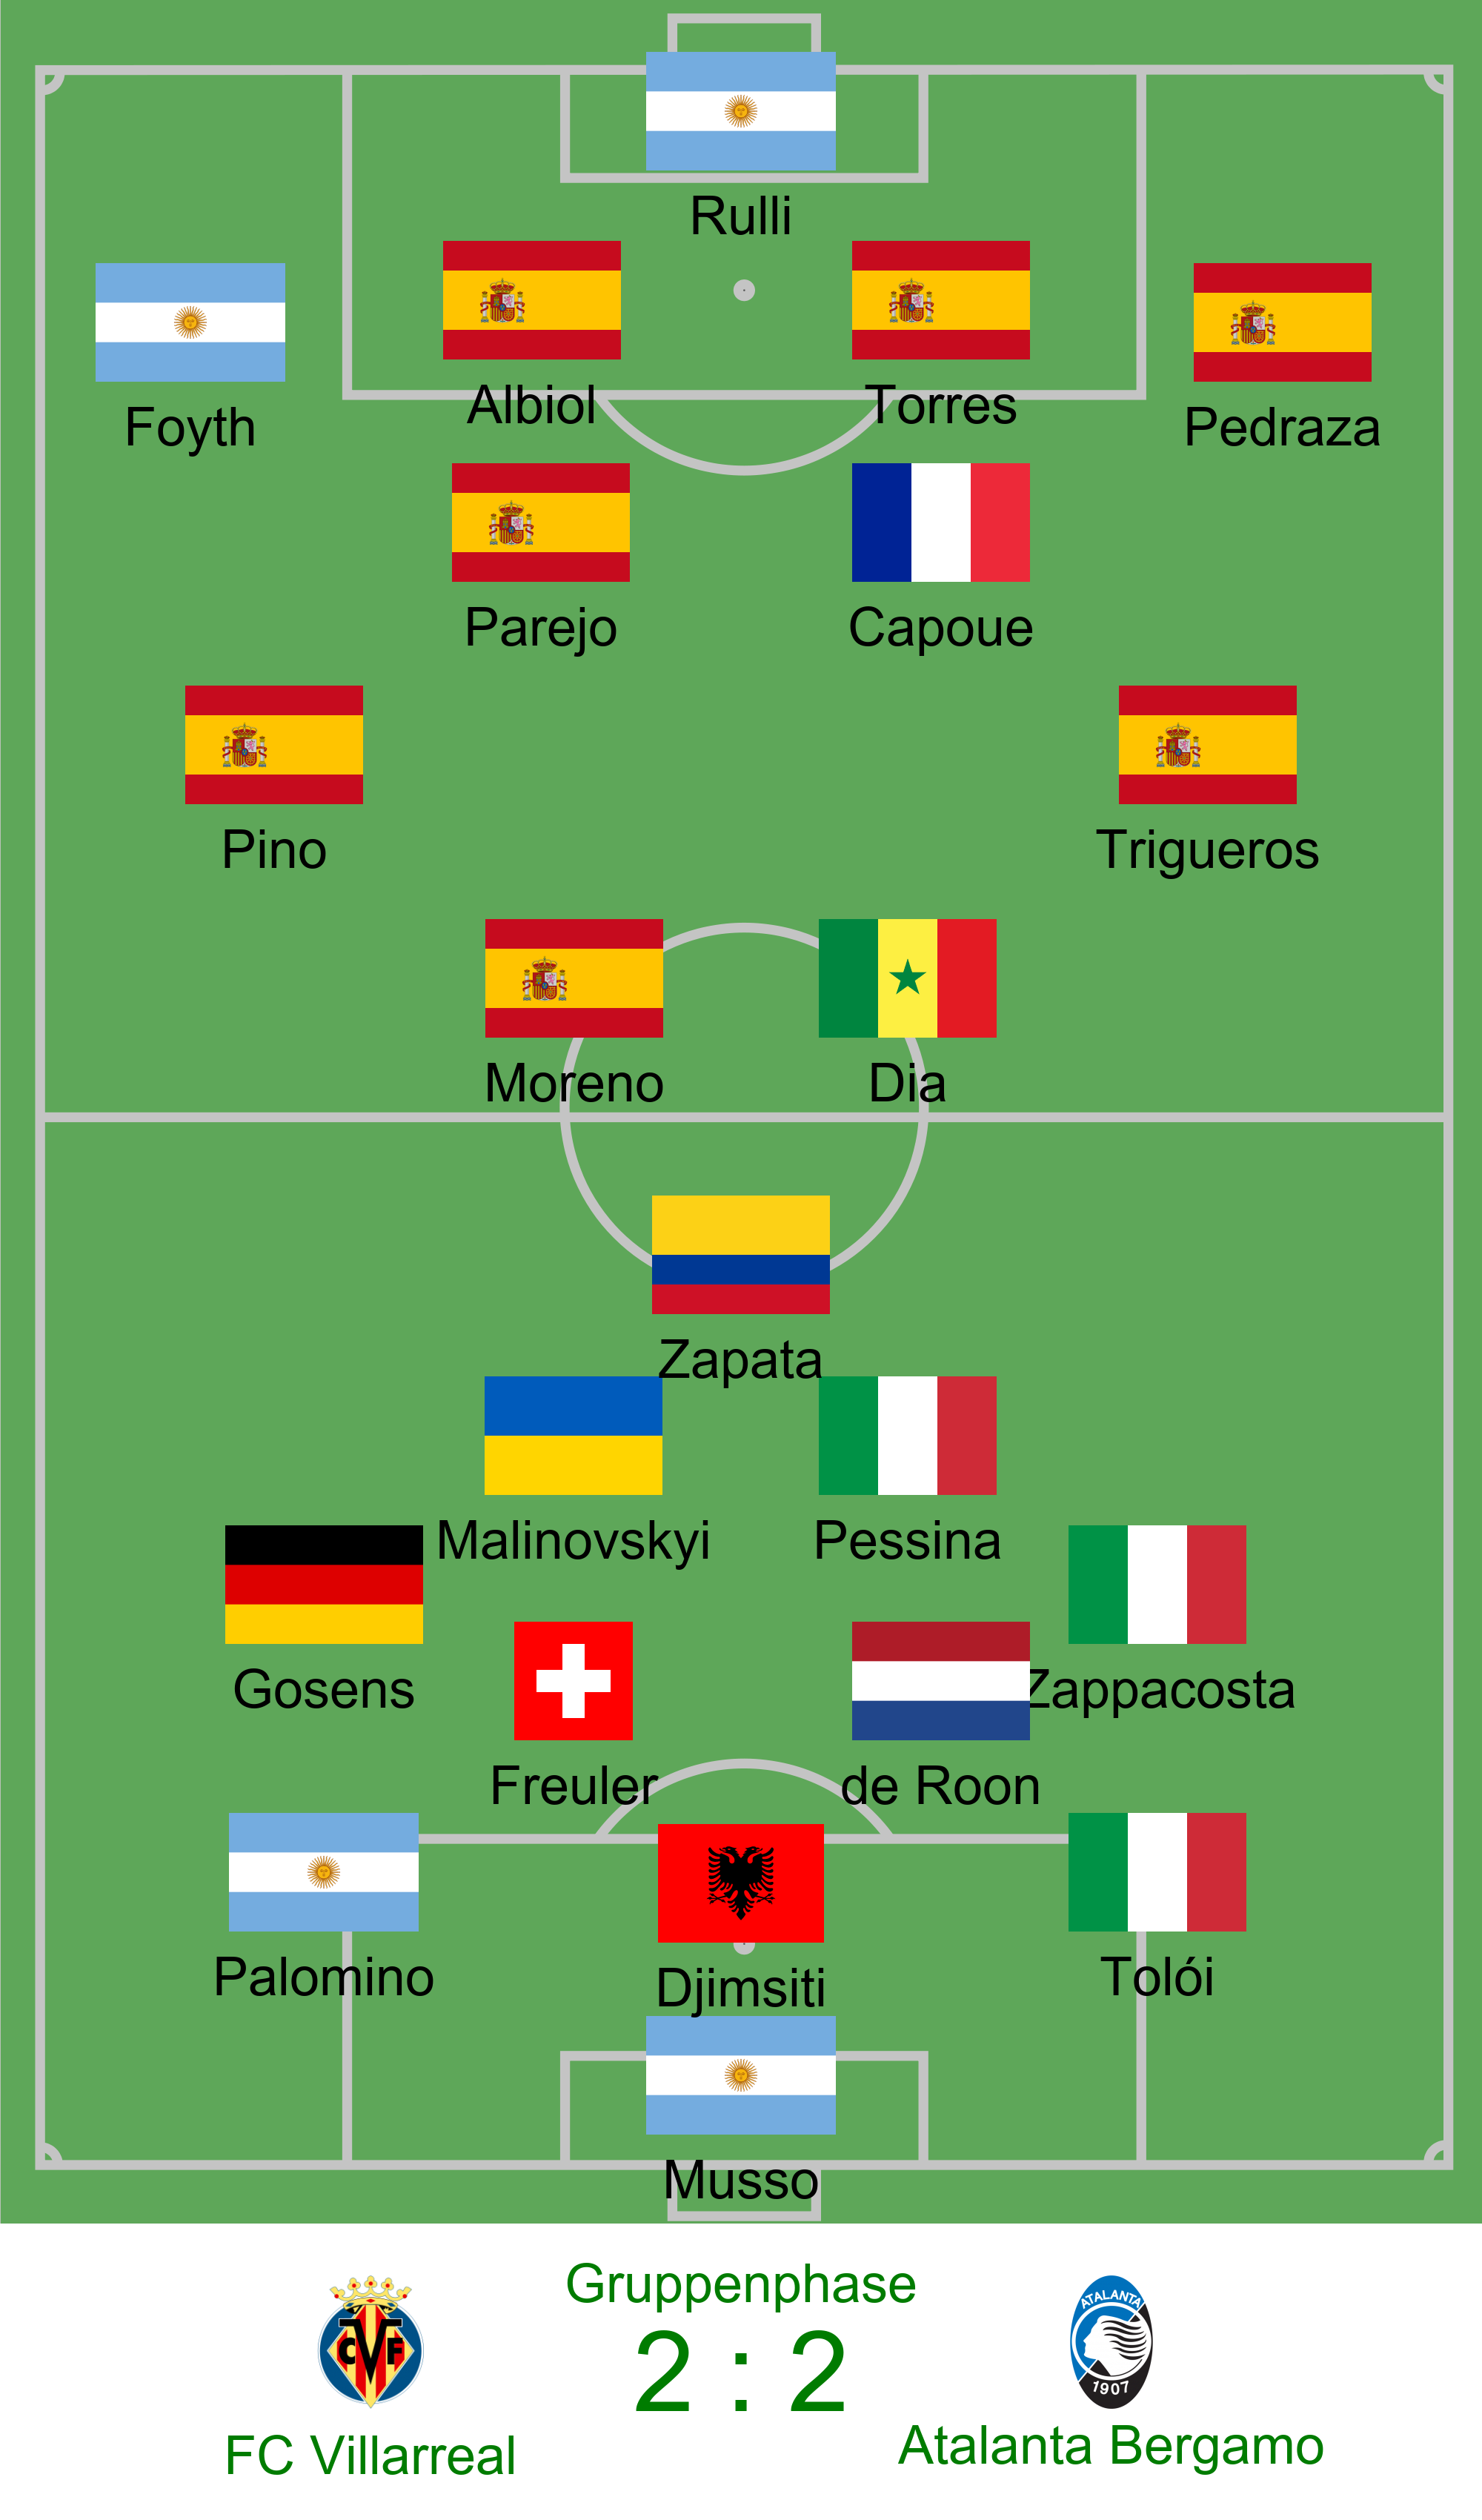 Rulli
Albiol
Torres
Foyth
Pedraza
Parejo
Capoue
Pino
Trigueros
Moreno
Dia
Zapata
Malinovskyi
Pessina
Gosens
Zappacosta
Freuler
de Roon
Palomino
Djimsiti
Tolói
Musso
Gruppenphase
2 : 2
CVF
ATALANTA
1907
FC Villarreal
Atalanta Bergamo